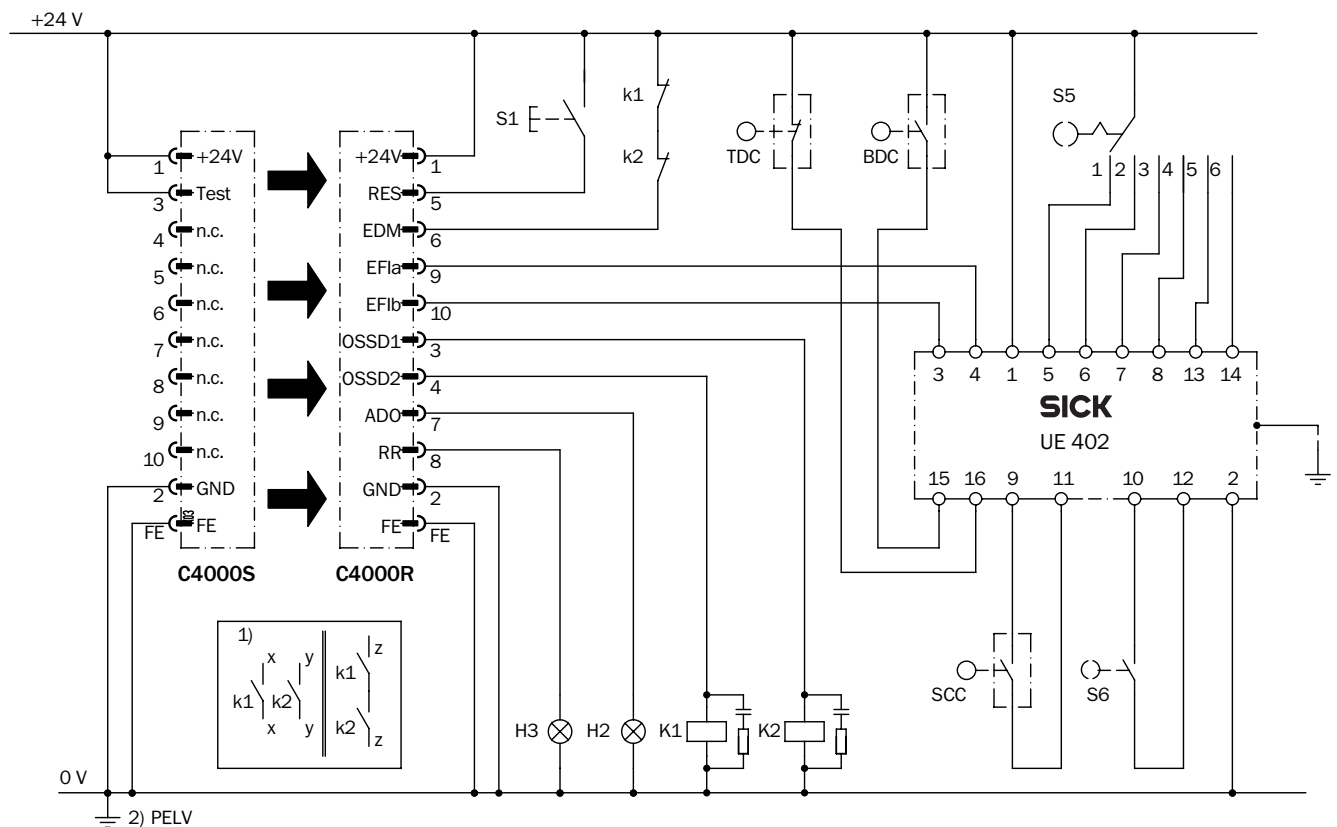 +24 V
S1
k1
k2
TDC
BDC
S5
1 2 3 4 5 6
+24V
1
Test
3
n.c.
4
n.c.
5
n.c.
6
n.c.
7
n.c.
8
n.c.
9
n.c.
10
GND
2
FE
FE
C4000S
+24V
1
RES
5
EDM
6
EFIa
9
EFIb
10
OSSD1
3
OSSD2
4
ADO
7
RR
8
GND
2
FE
FE
C4000R
3 4 1 5 6 7 8 13 14
SICK
UE 402
15 16 9 11 10 12 2
SCC
S6
1)
x y z
k1 k2 k1
k2
x y z
H3
H2
K1
K2
0 V
2) PELV